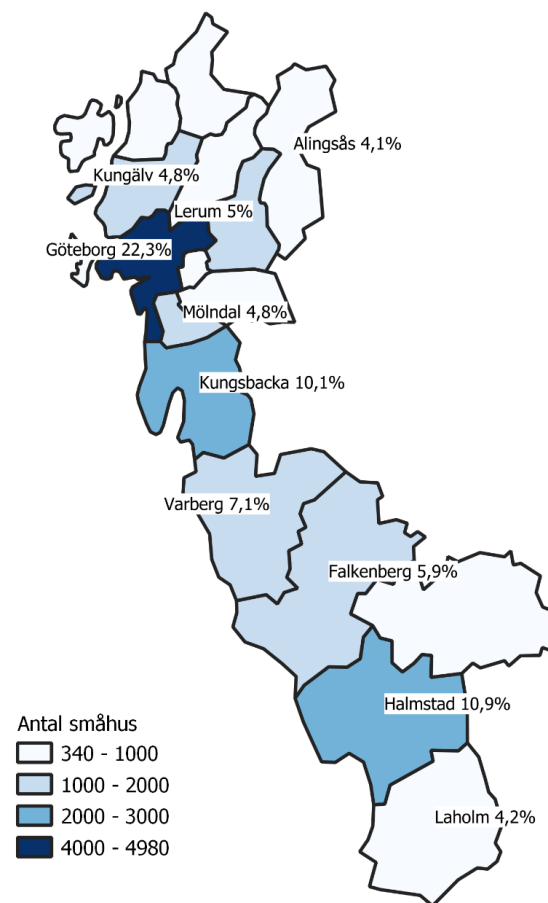 Alingsås 4,1%
Kungälv 4,8%
Lerum 5%
Göteborg 22,3%
Mölndal 4,8%
Kungsbacka 10,1%
Varberg 7,1%
Falkenberg 5,9%
Halmstad 10,9%
Laholm 4,2%
Antal småhus
340 - 1000
1000 - 2000
2000 - 3000
4000 - 4980